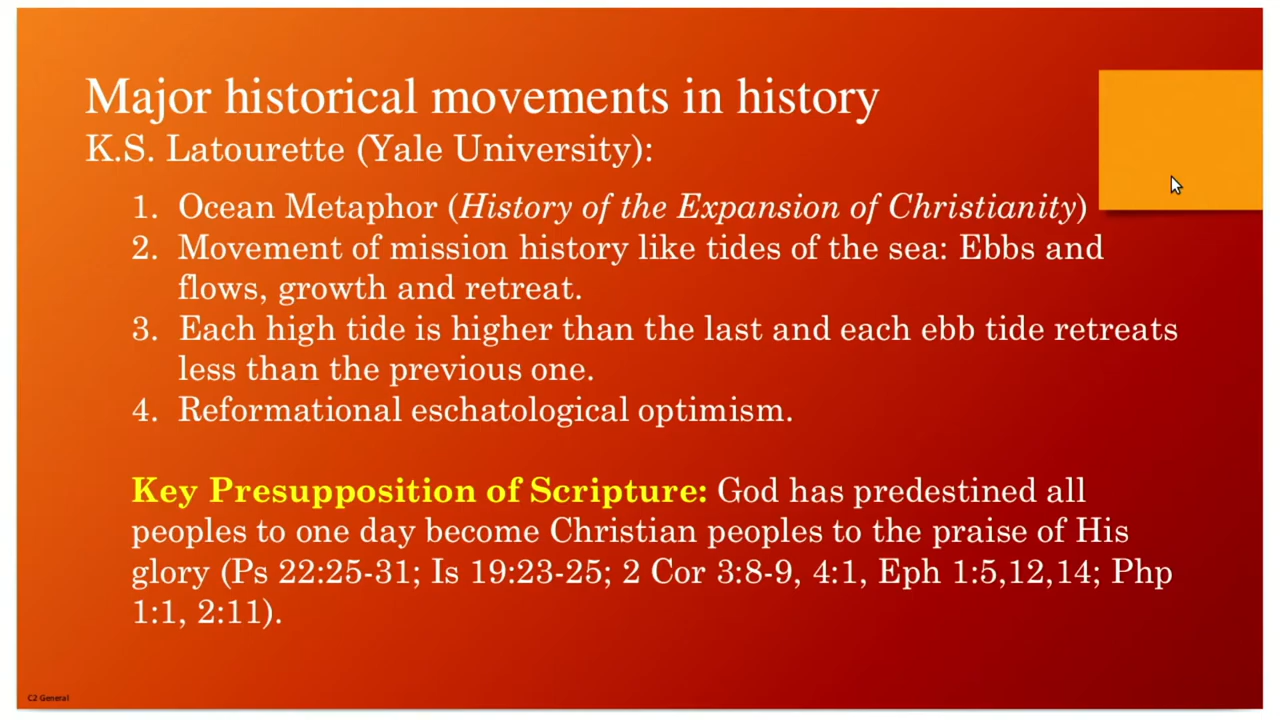 Major historical movements in history
K.S. Latourette (Yale University):
1. Ocean Metaphor (History of the Expansion of Christianity)
2. Movement of mission history like tides of the sea: Ebbs and
flows, growth and retreat.
3. Each high tide is higher than the last and each ebb tide retreats
less than the previous one.
4. Reformational eschatological optimism.
Key Presupposition of Scripture: God has predestined all
peoples to one day become Christian peoples to the praise of His
glory (Ps 22:25-31; Is 19:23-25; 2 Cor 3:8-9, 4:1, Eph 1:5,12,14; Php
1:1, 2:11).
C2 General